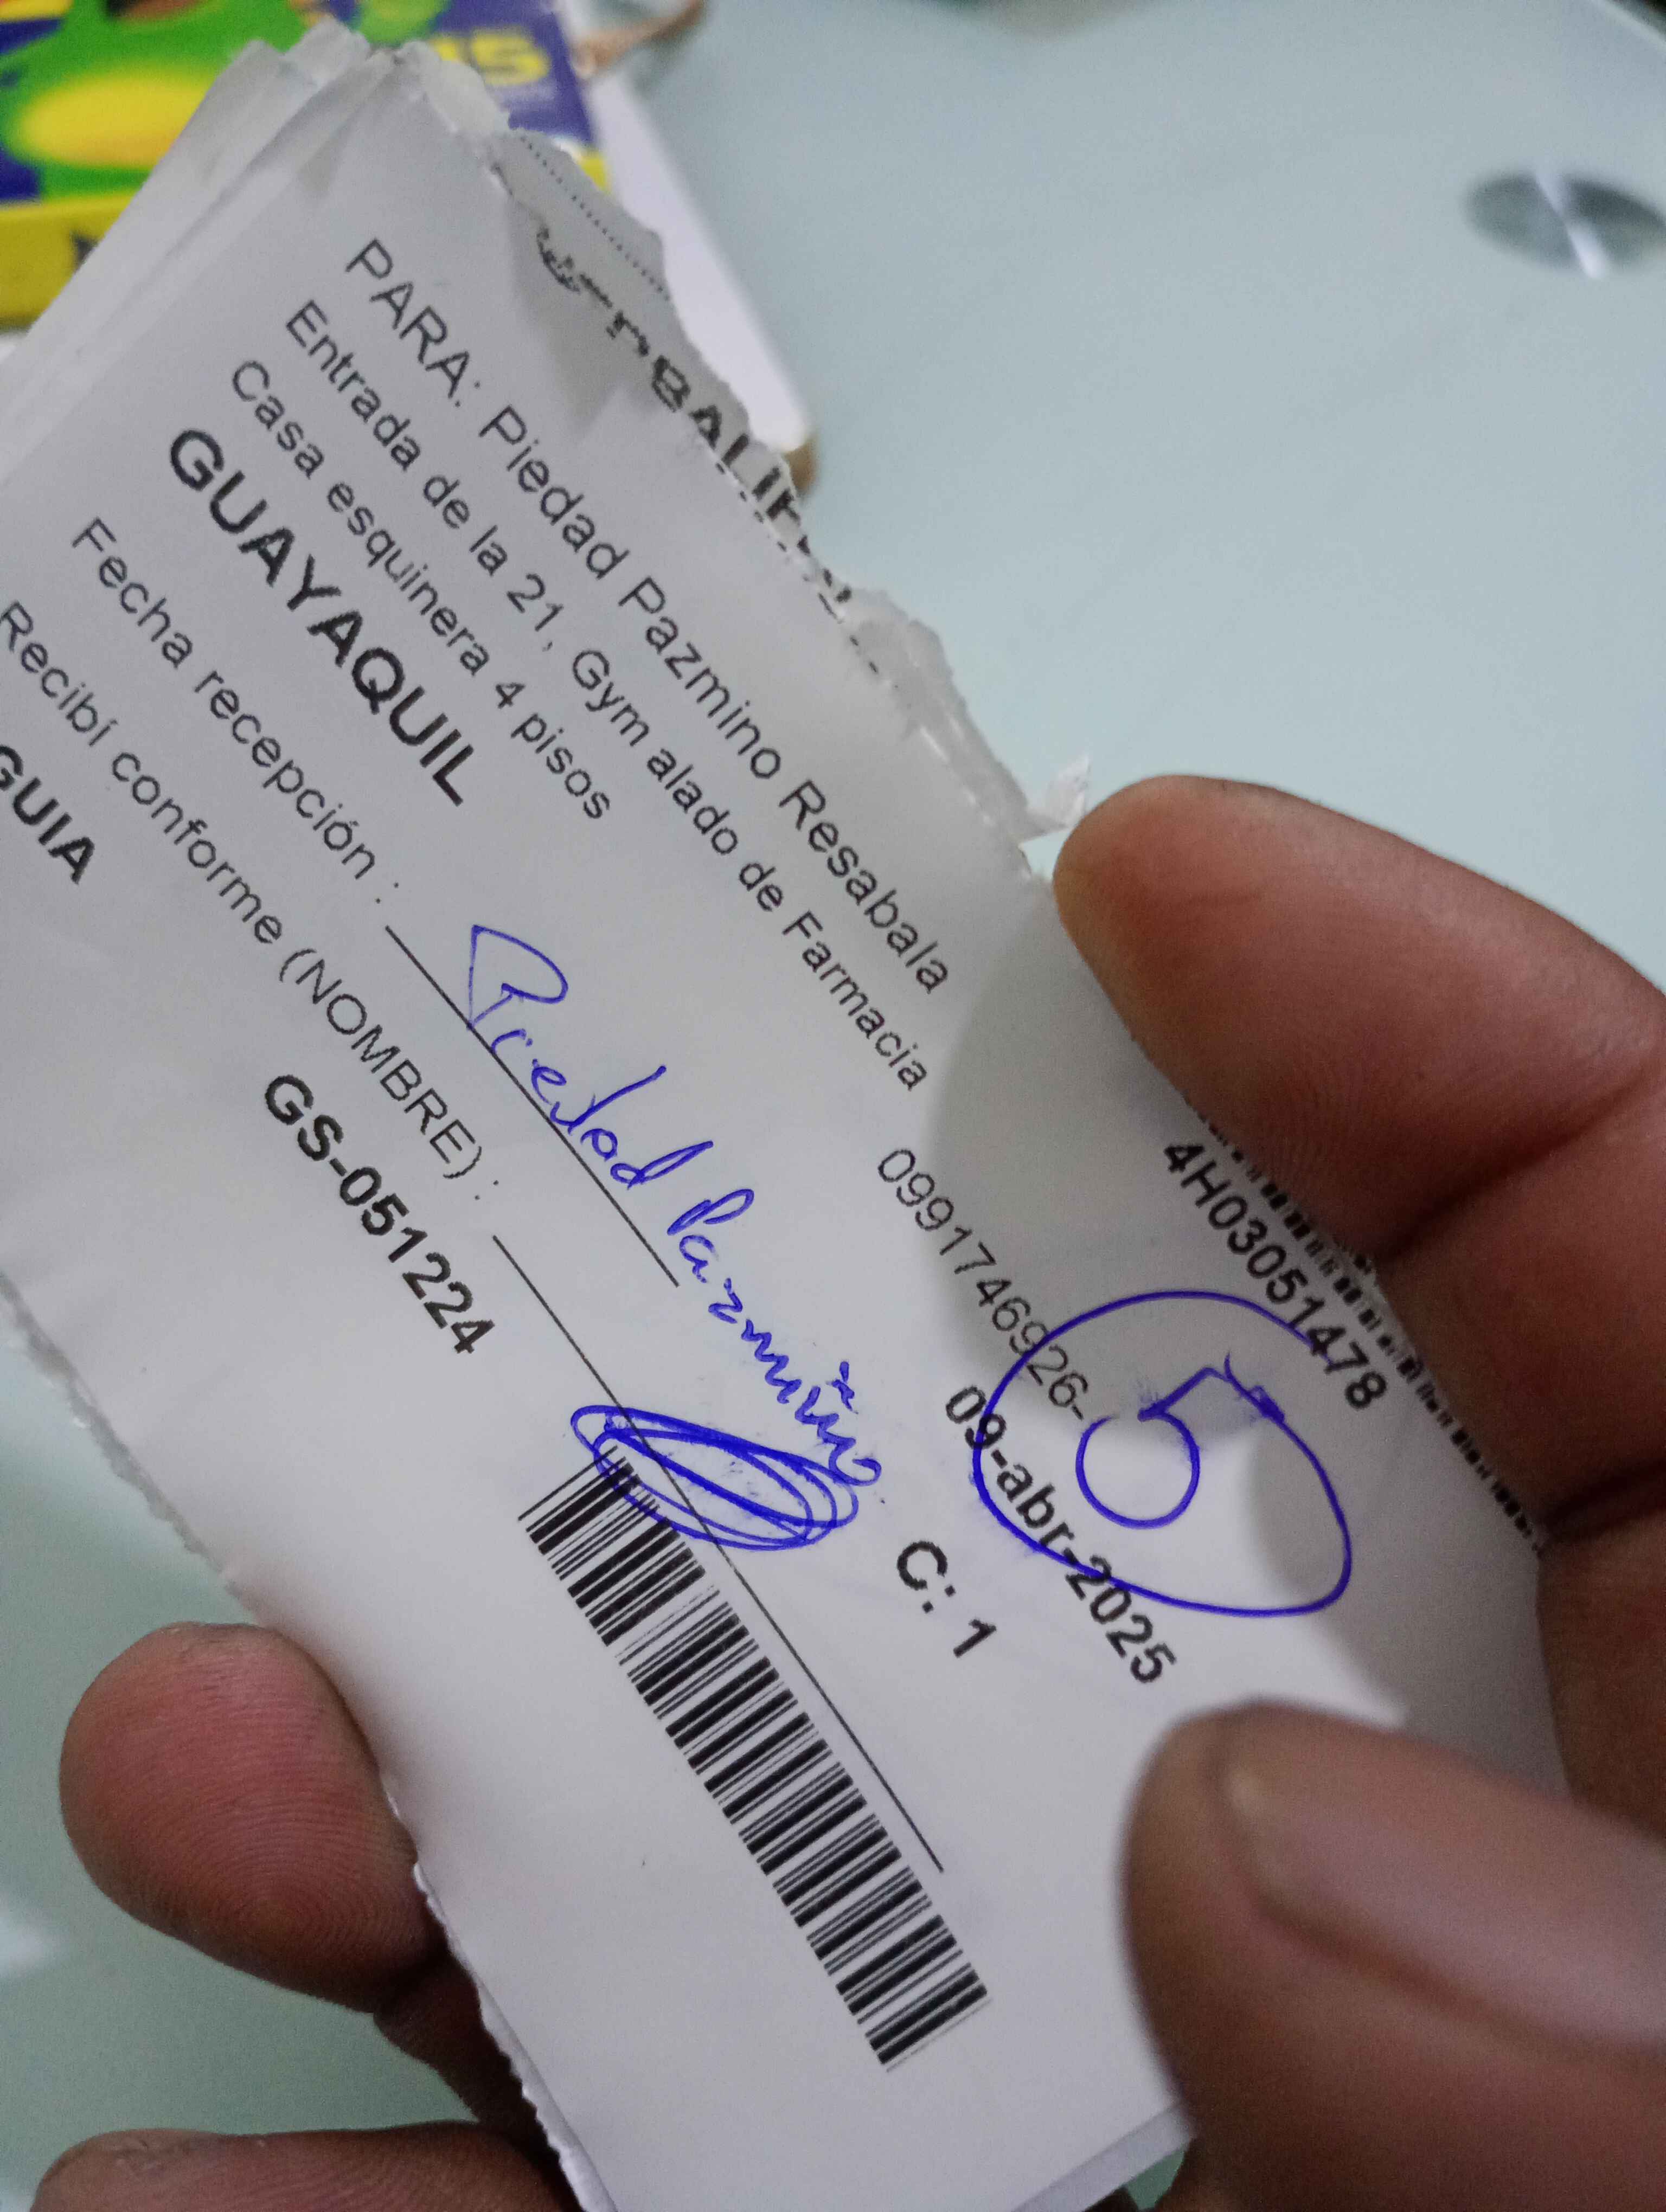 PARA: Piedad Pazmino Resabala 4H03051478
Entrada de la 21, Gym alado de Farmacia 0991746926-
Casa esquinera 4 pisos
GUAYAQUIL 09-abr-2025
5
Fecha recepción :
Piedad Pazmiño
Recibí conforme (NOMBRE) :
C: 1
GUIA GS-051224